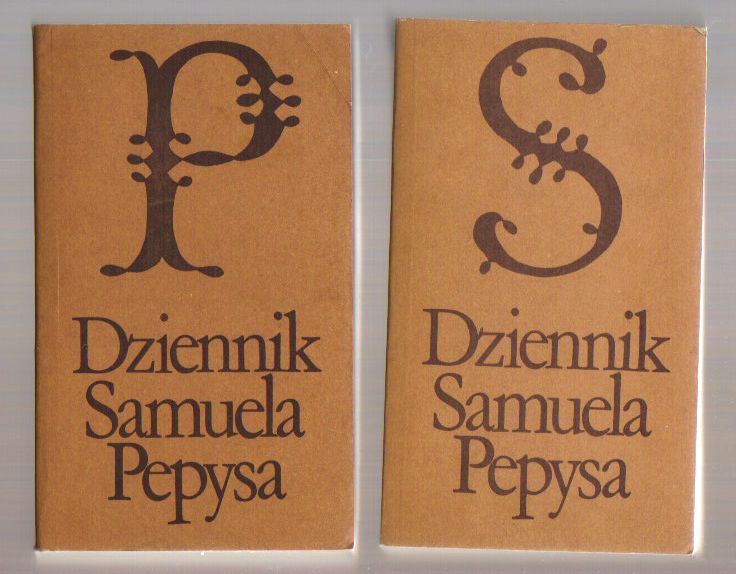 P
Dziennik
Samuela
Pepysa
S
Dziennik
Samuela
Pepysa